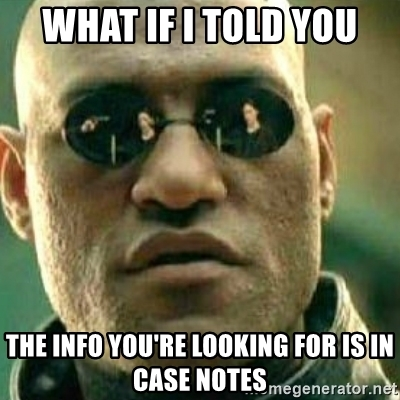 WHAT IF I TOLD YOU
THE INFO YOU'RE LOOKING FOR IS IN
CASE NOTES
memegenerator.net